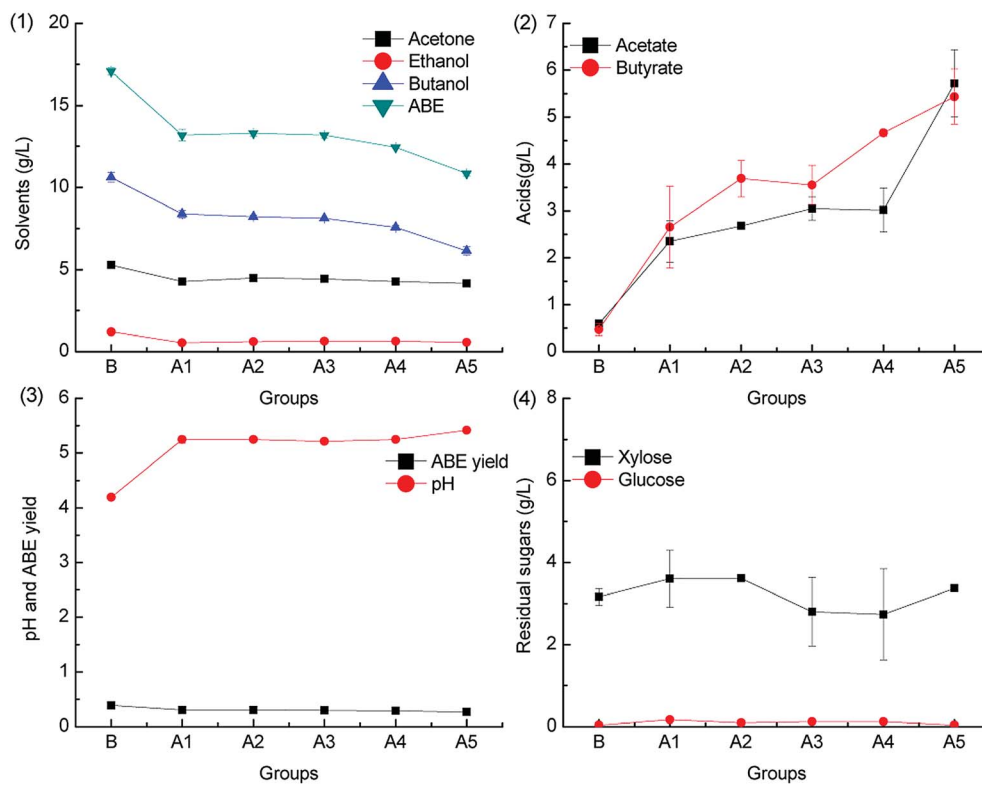 (1)
20
15
10
5
0
Solvents (g/L)
Acetone
Ethanol
Butanol
ABE
B A1 A2 A3 A4 A5
Groups
(2)
7
6
5
4
3
2
1
0
Acids(g/L)
Acetate
Butyrate
B A1 A2 A3 A4 A5
Groups
(3)
6
5
4
3
2
1
0
pH and ABE yield
ABE yield
pH
B A1 A2 A3 A4 A5
Groups
(4)
8
6
4
2
0
Residual sugars (g/L)
Xylose
Glucose
B A1 A2 A3 A4 A5
Groups